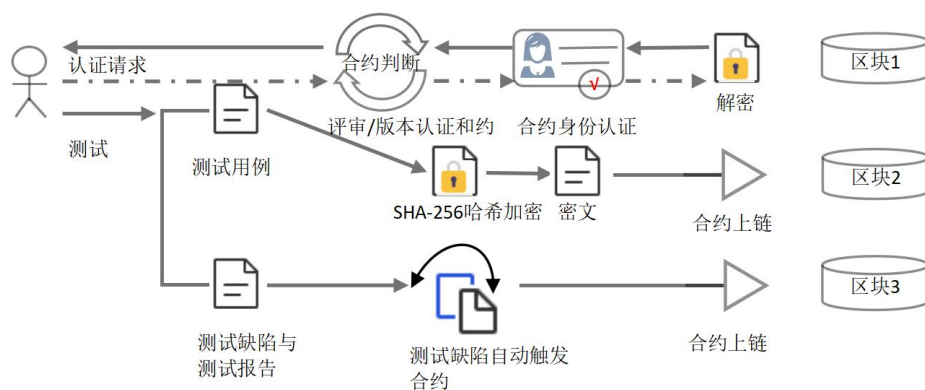 合约判断
认证请求
区块1
√
解密
评审/版本认证和约
合约身份认证
测试
测试用例
区块2
SHA-256哈希加密
密文
合约上链
区块3
测试缺陷与
测试报告
测试缺陷自动触发
合约
合约上链